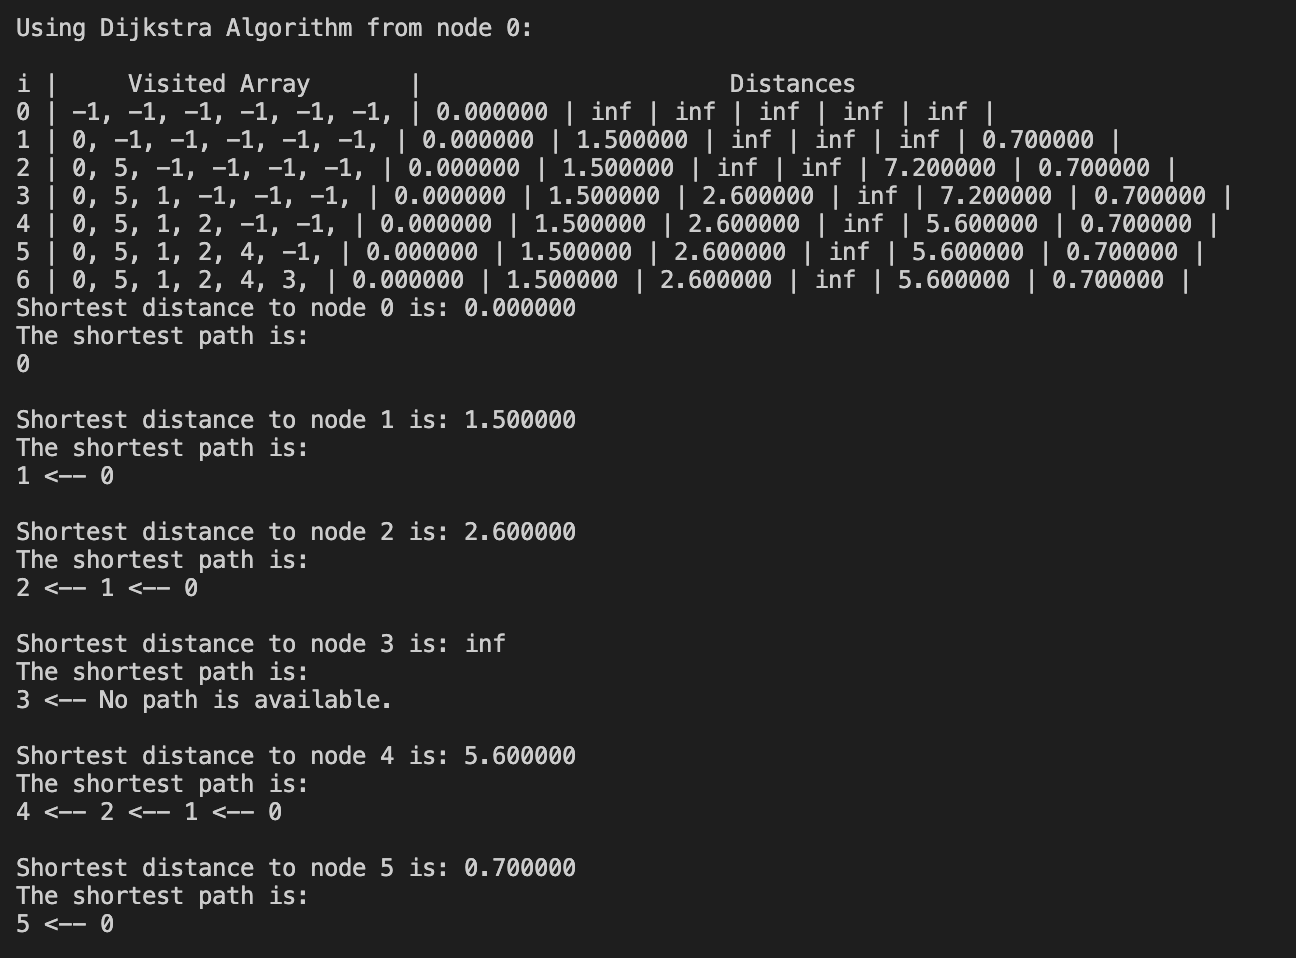 Using Dijkstra Algorithm from node 0:
i |     Visited Array       |                      Distances
0 | -1, -1, -1, -1, -1, -1, | 0.000000 | inf | inf | inf | inf | inf |
1 | 0, -1, -1, -1, -1, -1, | 0.000000 | 1.500000 | inf | inf | inf | 0.700000 |
2 | 0, 5, -1, -1, -1, -1, | 0.000000 | 1.500000 | inf | inf | 7.200000 | 0.700000 |
3 | 0, 5, 1, -1, -1, -1, | 0.000000 | 1.500000 | 2.600000 | inf | 7.200000 | 0.700000 |
4 | 0, 5, 1, 2, -1, -1, | 0.000000 | 1.500000 | 2.600000 | inf | 5.600000 | 0.700000 |
5 | 0, 5, 1, 2, 4, -1, | 0.000000 | 1.500000 | 2.600000 | inf | 5.600000 | 0.700000 |
6 | 0, 5, 1, 2, 4, 3, | 0.000000 | 1.500000 | 2.600000 | inf | 5.600000 | 0.700000 |
Shortest distance to node 0 is: 0.000000
The shortest path is:
0
Shortest distance to node 1 is: 1.500000
The shortest path is:
1 <-- 0
Shortest distance to node 2 is: 2.600000
The shortest path is:
2 <-- 1 <-- 0
Shortest distance to node 3 is: inf
The shortest path is:
3 <-- No path is available.
Shortest distance to node 4 is: 5.600000
The shortest path is:
4 <-- 2 <-- 1 <-- 0
Shortest distance to node 5 is: 0.700000
The shortest path is:
5 <-- 0